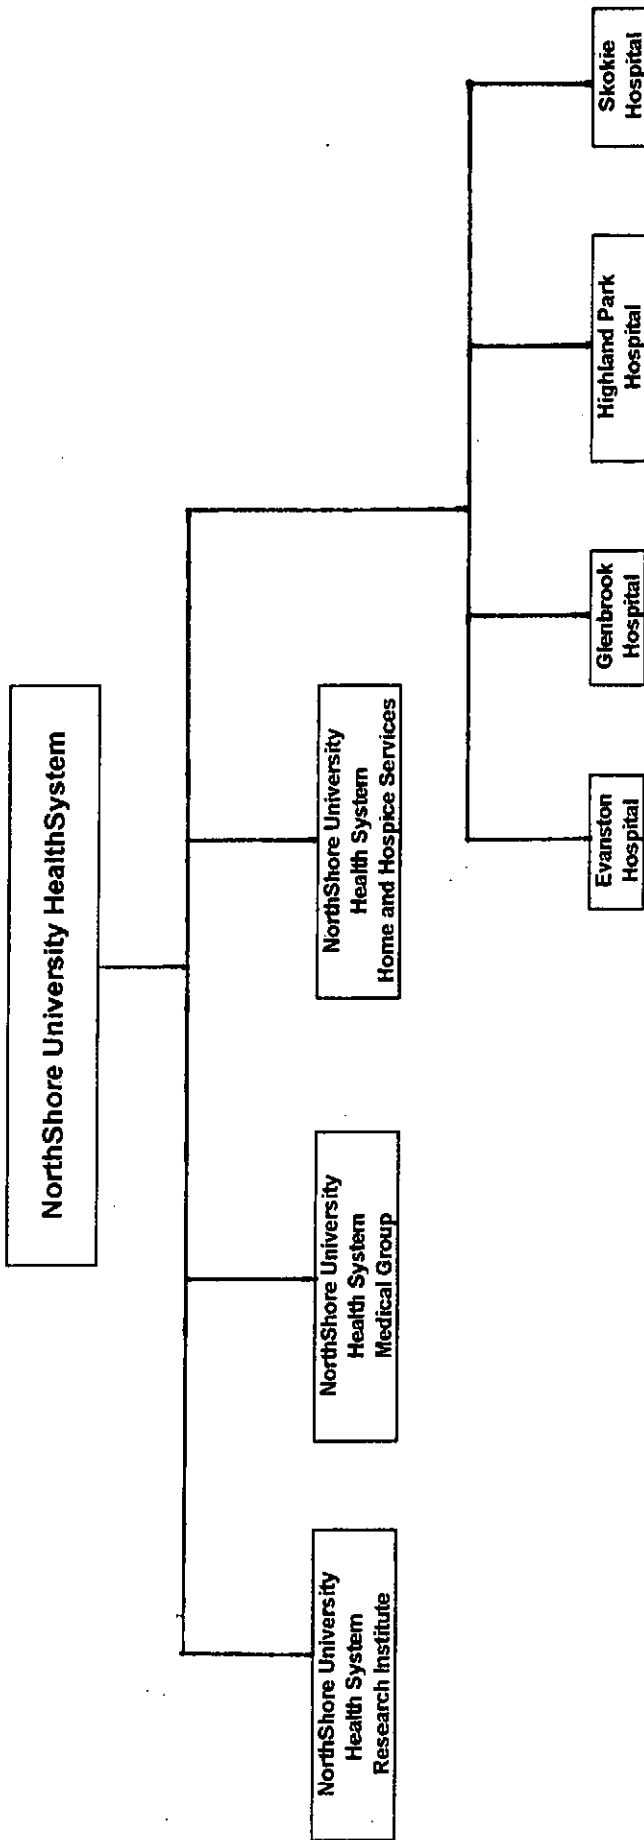 NorthShore University HealthSystem
NorthShore University
Health System
Research Institute
NorthShore University
Health System
Medical Group
NorthShore University
Health System
Home and Hospice Services
Evanston
Hospital
Glenbrook
Hospital
Highland Park
Hospital
Skokie
Hospital